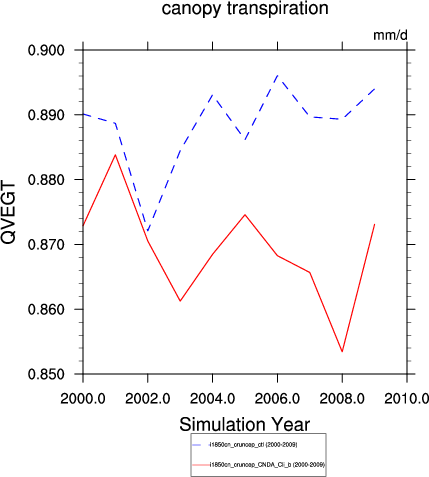 canopy transpiration
mm/d
0.900
0.890
0.880
0.870
0.860
0.850
QVEGT
2000.0 2002.0 2004.0 2006.0 2008.0 2010.0
Simulation Year
i1850cn_cruncep_ctl (2000-2009)
i1850cn_cruncep_CNDA_Cli_b (2000-2009)